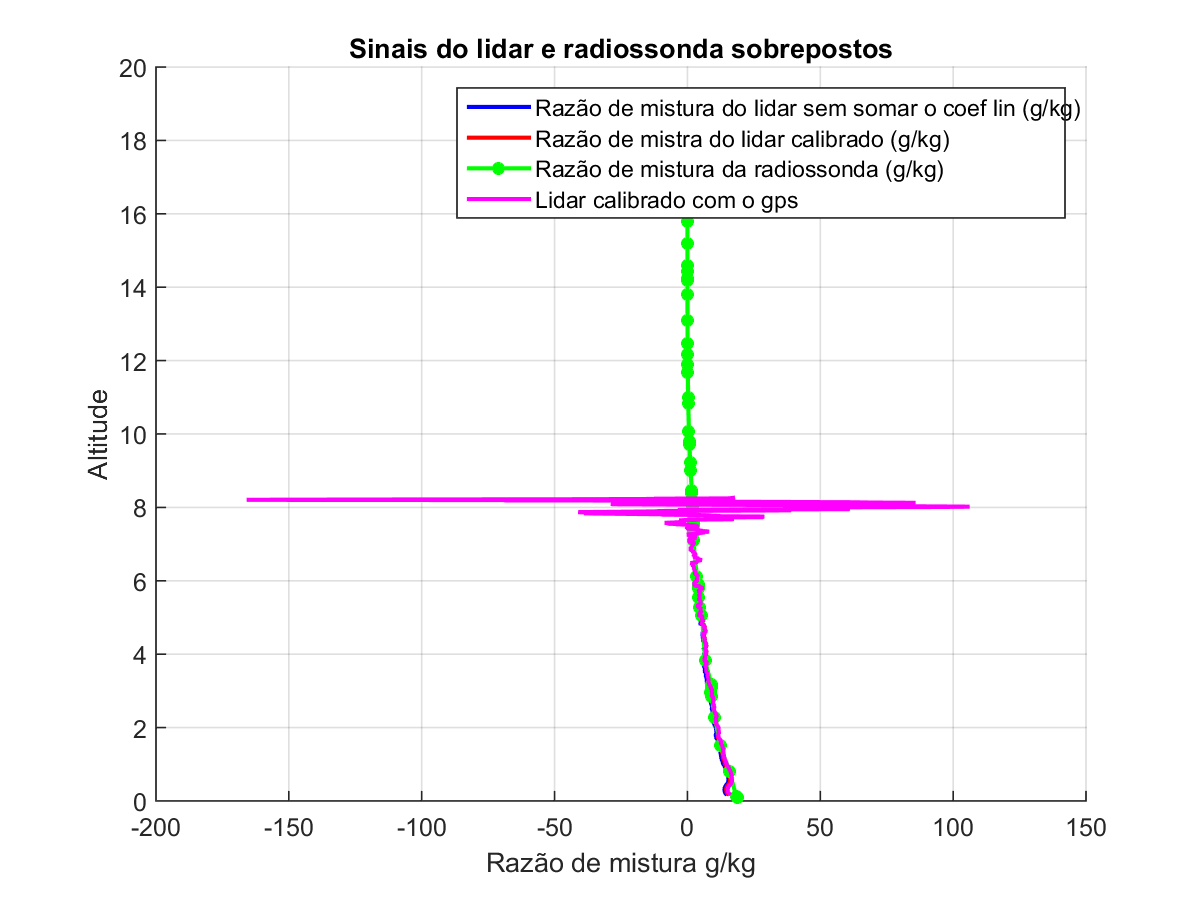 Sinais do lidar e radiossonda sobrepostos
20
18
16
14
12
10
8
6
4
2
0
Altitude
Razão de mistura do lidar sem somar o coef lin (g/kg)
Razão de mistra do lidar calibrado (g/kg)
Razão de mistura da radiossonda (g/kg)
Lidar calibrado com o gps
-200 -150 -100 -50 0 50 100 150
Razão de mistura g/kg